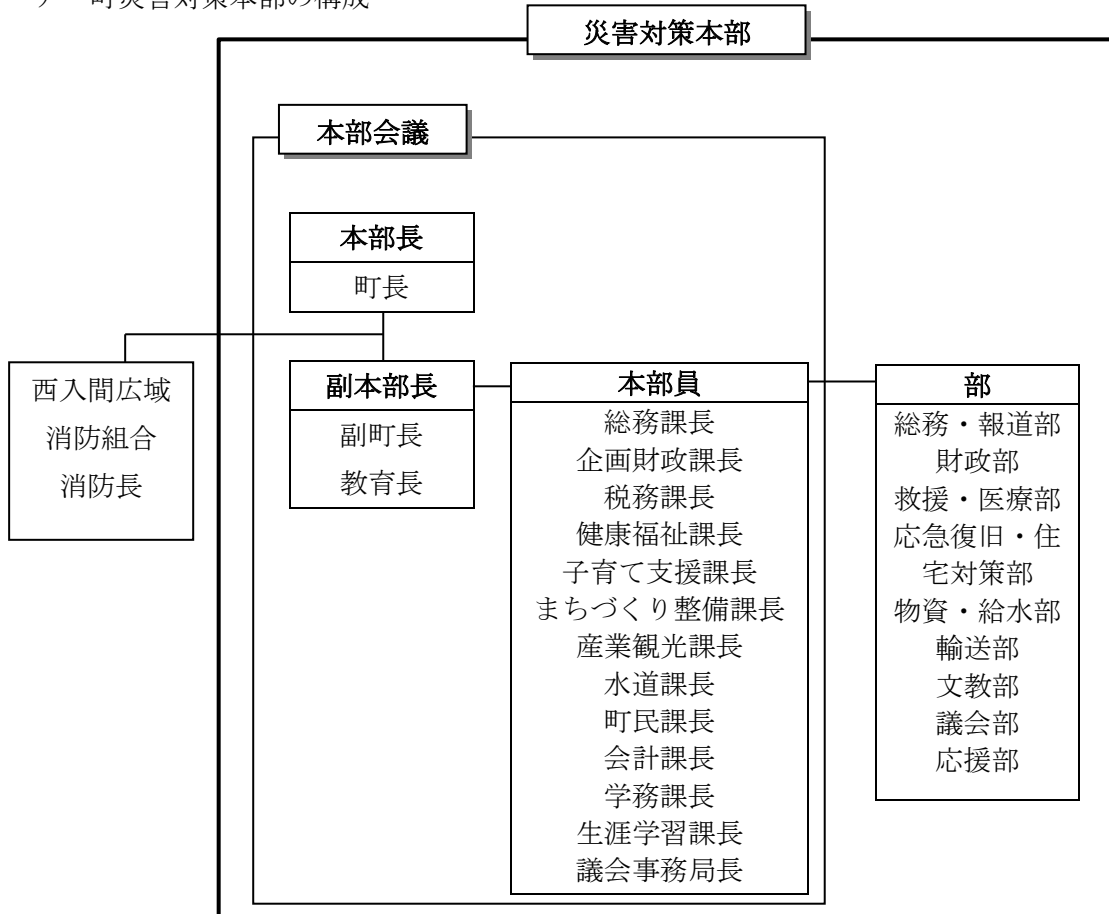 町災害対策本部の構成
災害対策本部
本部会議
本部長
町長
西入間広域
消防組合
消防長
副本部長
副町長
教育長
本部員
総務課長
企画財政課長
税務課長
健康福祉課長
子育て支援課長
まちづくり整備課長
産業観光課長
水道課長
町民課長
会計課長
学務課長
生涯学習課長
議会事務局長
部
総務・報道部
財政部
救援・医療部
応急復旧・住
宅対策部
物資・給水部
輸送部
文教部
議会部
応援部